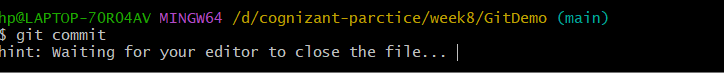 hp@LAPTOP-7OR04AV MINGW64 /d/cognizant-parctice/week8/GitDemo (main)
$ git commit
hint: Waiting for your editor to close the file...